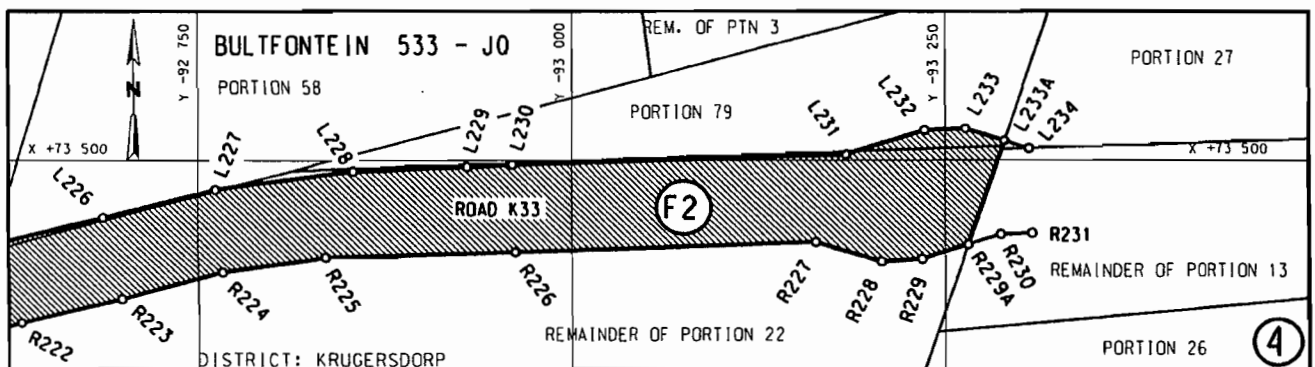 BULTFONTEIN 533 - JQ
Y -92 750
Y -93 000
Y -93 250
REM. OF PTN 3
PORTION 27
PORTION 58
PORTION 79
N
X +73 500
X +73 500
L226
L227
L228
L229
L230
L231
L232
L233
L233A
L234
ROAD K33
F2
R222
R223
R224
R225
R226
R227
R228
R229
R229A
R230
R231
REMAINDER OF PORTION 13
REMAINDER OF PORTION 22
PORTION 26
DISTRICT: KRUGERSDORP
4